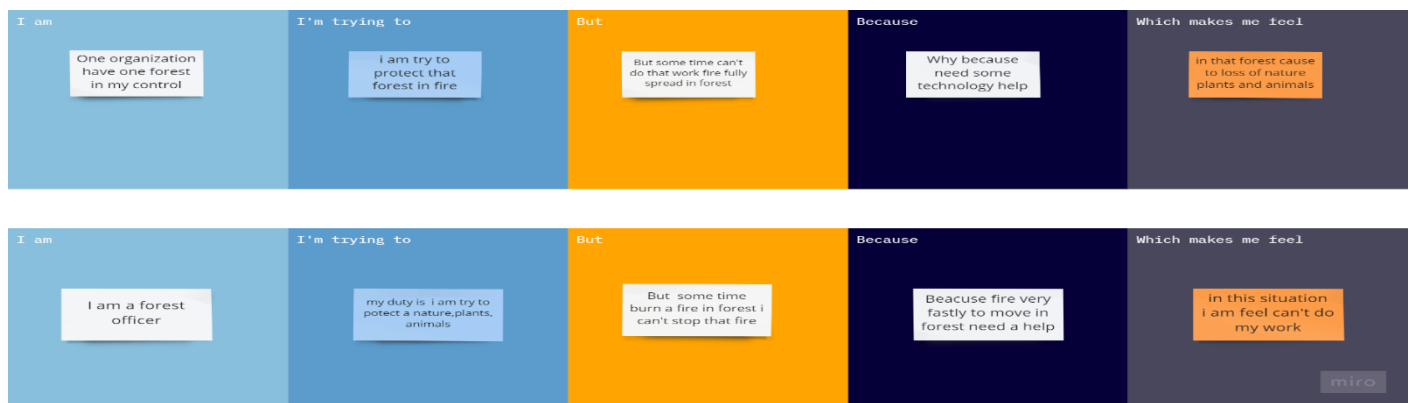 I am
One organization
have one forest
in my control
I'm trying to
i am try to
protect that
forest in fire
But
But some time can't
do that work fire fully
spread in forest
Because
Why because
need some
technology help
Which makes me feel
in that forest cause
to loss of nature
plants and animals
I am
I am a forest
officer
I'm trying to
my duty is i am try to
potect a nature,plants,
animals
But
But some time
burn a fire in forest i
can't stop that fire
Because
Beacuse fire very
fastly to move in
forest need a help
Which makes me feel
in this situation
i am feel can't do
my work
miro